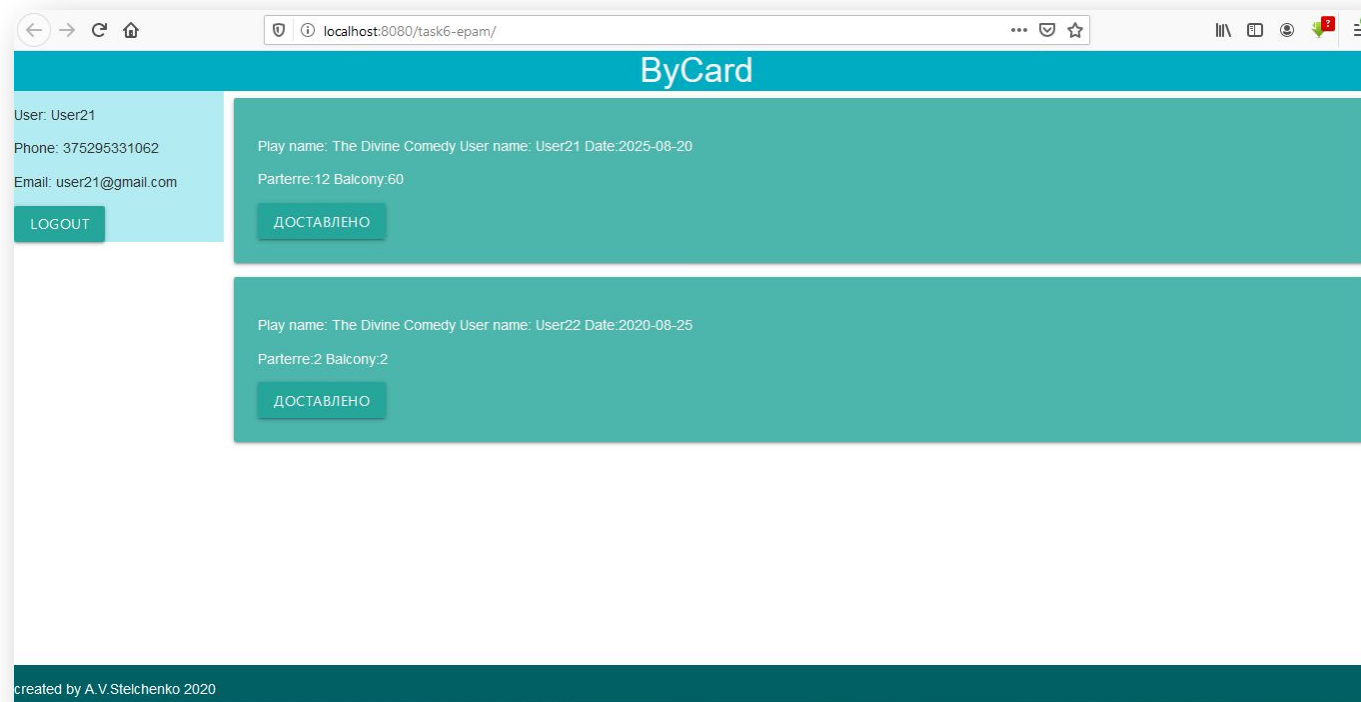 localhost:8080/task6-epam/
ByCard
User: User21
Phone: 375295331062
Email: user21@gmail.com
LOGOUT
Play name: The Divine Comedy User name: User21 Date:2025-08-20
Parterre:12 Balcony:60
ДОСТАВЛЕНО
Play name: The Divine Comedy User name: User22 Date:2020-08-25
Parterre:2 Balcony:2
ДОСТАВЛЕНО
created by A.V.Stelchenko 2020